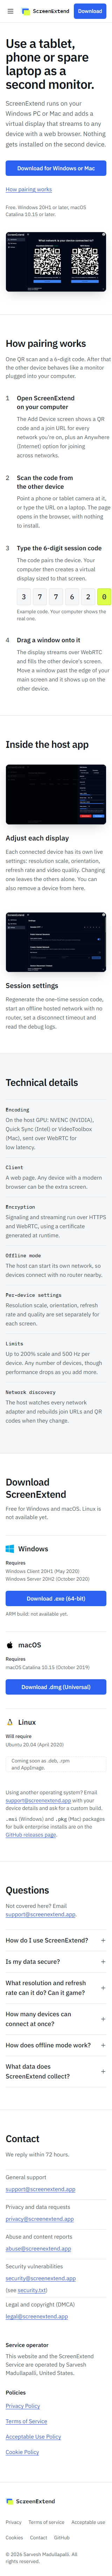 ScreenExtend
Download
Use a tablet,
phone or spare
laptop as a
second monitor.
ScreenExtend runs on your
Windows PC or Mac and adds a
virtual display to it for every
device with a web browser. Nothing
gets installed on those devices.
Download for Windows or Mac
How pairing works
Free. Windows 20H1 or later, macOS
Catalina 10.15 or later.
How pairing works
One QR scan and a 6-digit code. After that
the other device behaves like a monitor
plugged into your computer.
1 Open ScreenExtend
on your computer
The Add Device screen shows a QR
code and a join URL for every
network you're on, plus an Anywhere
(Internet) option for joining
across networks.
2 Scan the code from
the other device
Point a phone or tablet camera at it,
or type the URL on a laptop. The page
opens in the browser, with nothing
to install.
3 Type the 6-digit session code
The code pairs the device. Your
computer then creates a virtual
display sized to that screen.
3 7 7 6 2 0
Example code. Your computer shows the
real one.
4 Drag a window onto it
The display streams over WebRTC
and fills the other device's screen.
Move a window past the edge of your
main screen and it shows up on the
other device.
Inside the host app
Adjust each display
Each connected device has its own live
settings: resolution scale, orientation,
refresh rate and video quality. Changing
one leaves the others alone. You can
also remove a device from here.
Session settings
Regenerate the one-time session code,
start an offline hosted network with no
router, set a disconnect timeout and
read the debug logs.
Technical details
Encoding
On the host GPU: NVENC (NVIDIA),
Quick Sync (Intel) or VideoToolbox
(Mac), sent over WebRTC for
low latency.
Client
A web page. Any device with a modern
browser can be the extra screen.
Encryption
Signaling and streaming run over HTTPS
and WebRTC, using a certificate
generated at runtime.
Offline mode
The host can start its own network, so
devices connect with no router nearby.
Per-device settings
Resolution scale, orientation, refresh
rate and quality are set separately for
each screen.
Limits
Up to 200% scale and 500 Hz per
device. Any number of devices, though
performance drops as you add more.
Network discovery
The host watches every network
adapter and rebuilds join URLs and QR
codes when they change.
Download
ScreenExtend
Free for Windows and macOS. Linux is
not available yet.
Windows
Requires
Windows Client 20H1 (May 2020)
Windows Server 20H2 (October 2020)
Download .exe (64-bit)
ARM build: not available yet.
macOS
Requires
macOS Catalina 10.15 (October 2019)
Download .dmg (Universal)
Linux
Will require
Ubuntu 20.04 (April 2020)
Coming soon as .deb, .rpm
and AppImage.
Using another operating system? Email
support@screenextend.app with your
device details and ask for a custom build.
.msi (Windows) and .pkg (Mac) packages
for bulk enterprise installs are on the
GitHub releases page.
Questions
Not covered here? Email
support@screenextend.app.
How do I use ScreenExtend? +
Is my data secure? +
What resolution and refresh
rate can it do? Can it game? +
How many devices can
connect at once? +
How does offline mode work? +
What data does
ScreenExtend collect? +
Contact
We reply within 72 hours.
General support
support@screenextend.app
Privacy and data requests
privacy@screenextend.app
Abuse and content reports
abuse@screenextend.app
Security vulnerabilities
security@screenextend.app
(see security.txt)
Legal and copyright (DMCA)
legal@screenextend.app
Service operator
This website and the ScreenExtend
Service are operated by Sarvesh
Madullapalli, United States.
Policies
Privacy Policy
Terms of Service
Acceptable Use Policy
Cookie Policy
ScreenExtend
Privacy Terms of service Acceptable use
Cookies Contact GitHub
© 2026 Sarvesh Madullapalli. All
rights reserved.